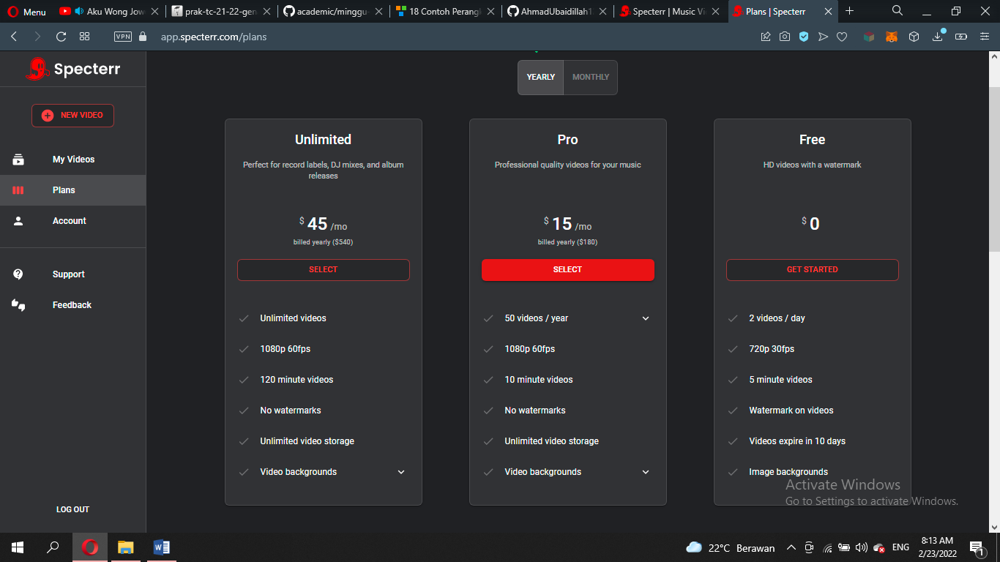 Menu
Aku Wong Jow
prak-tc-21-22-gen
academic/minggu-
18 Contoh Perangk
AhmadUbaidillah1
Specterr | Music Vi
Plans | Specterr
VPN
app.specterr.com/plans
Specterr
NEW VIDEO
My Videos
Plans
Account
Support
Feedback
LOG OUT
YEARLY
MONTHLY
Unlimited
Perfect for record labels, DJ mixes, and album
releases
$ 45 /mo
billed yearly ($540)
SELECT
Unlimited videos
1080p 60fps
120 minute videos
No watermarks
Unlimited video storage
Video backgrounds
Pro
Professional quality videos for your music
$ 15 /mo
billed yearly ($180)
SELECT
50 videos / year
1080p 60fps
10 minute videos
No watermarks
Unlimited video storage
Video backgrounds
Free
HD videos with a watermark
$ 0
GET STARTED
2 videos / day
720p 30fps
5 minute videos
Watermark on videos
Videos expire in 10 days
Image backgrounds
Activate Windows
Go to Settings to activate Windows.
22°C Berawan
ENG
8:13 AM
2/23/2022
1